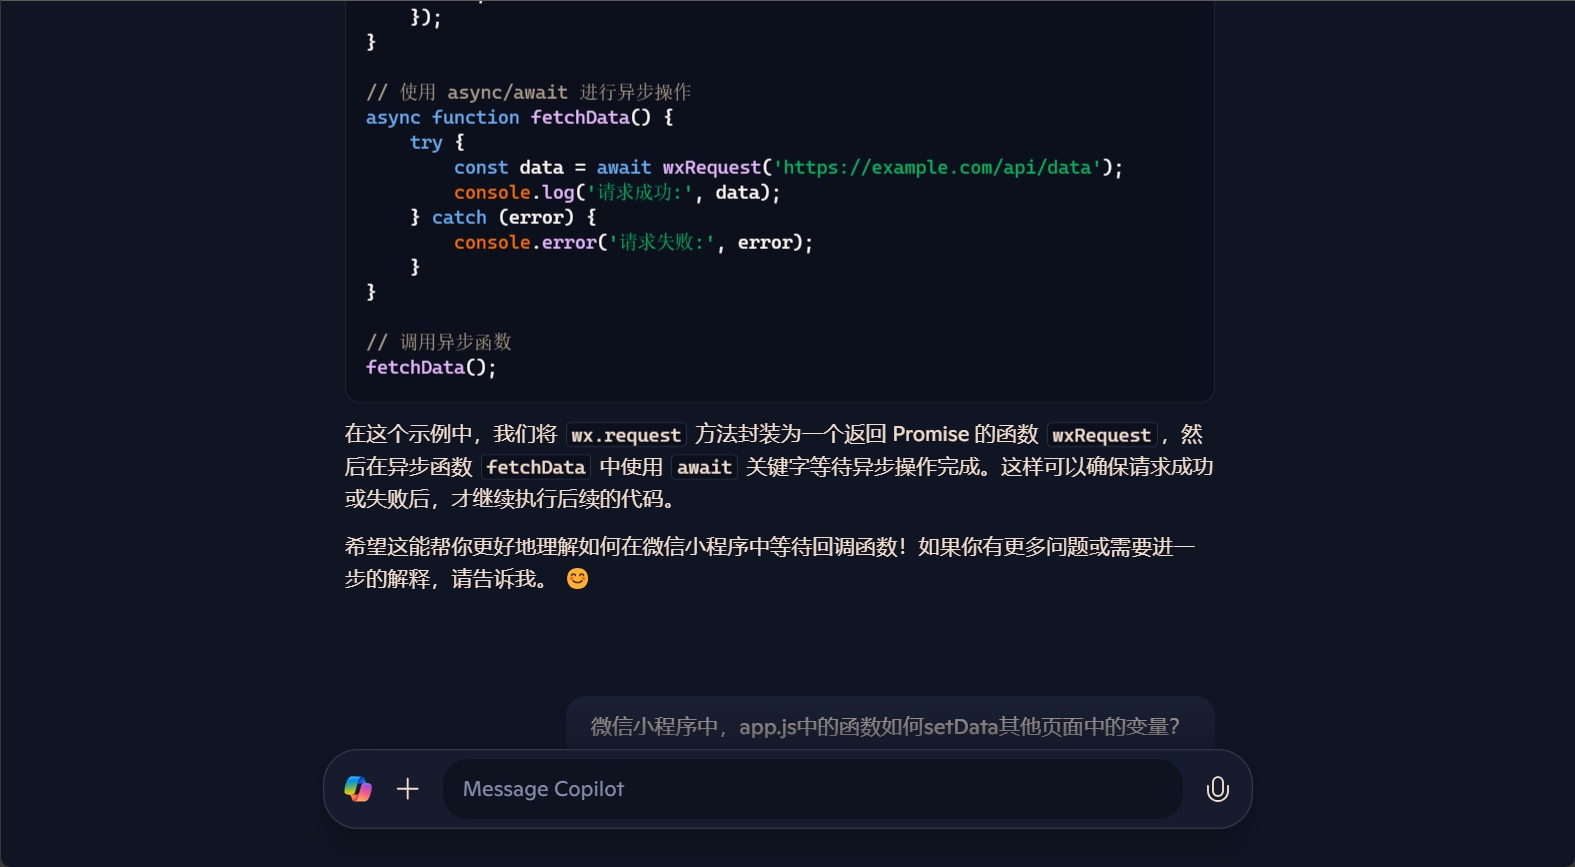 });
}

// 使用 async/await 进行异步操作
async function fetchData() {
    try {
        const data = await wxRequest('https://example.com/api/data');
        console.log('请求成功:', data);
    } catch (error) {
        console.error('请求失败:', error);
    }
}

// 调用异步函数
fetchData();
在这个示例中，我们将 wx.request 方法封装为一个返回 Promise 的函数 wxRequest ，然
后在异步函数 fetchData 中使用 await 关键字等待异步操作完成。这样可以确保请求成功
或失败后，才继续执行后续的代码。
希望这能帮你更好地理解如何在微信小程序中等待回调函数！如果你有更多问题或需要进一
步的解释，请告诉我。 😊
微信小程序中，app.js中的函数如何setData其他页面中的变量？
Message Copilot